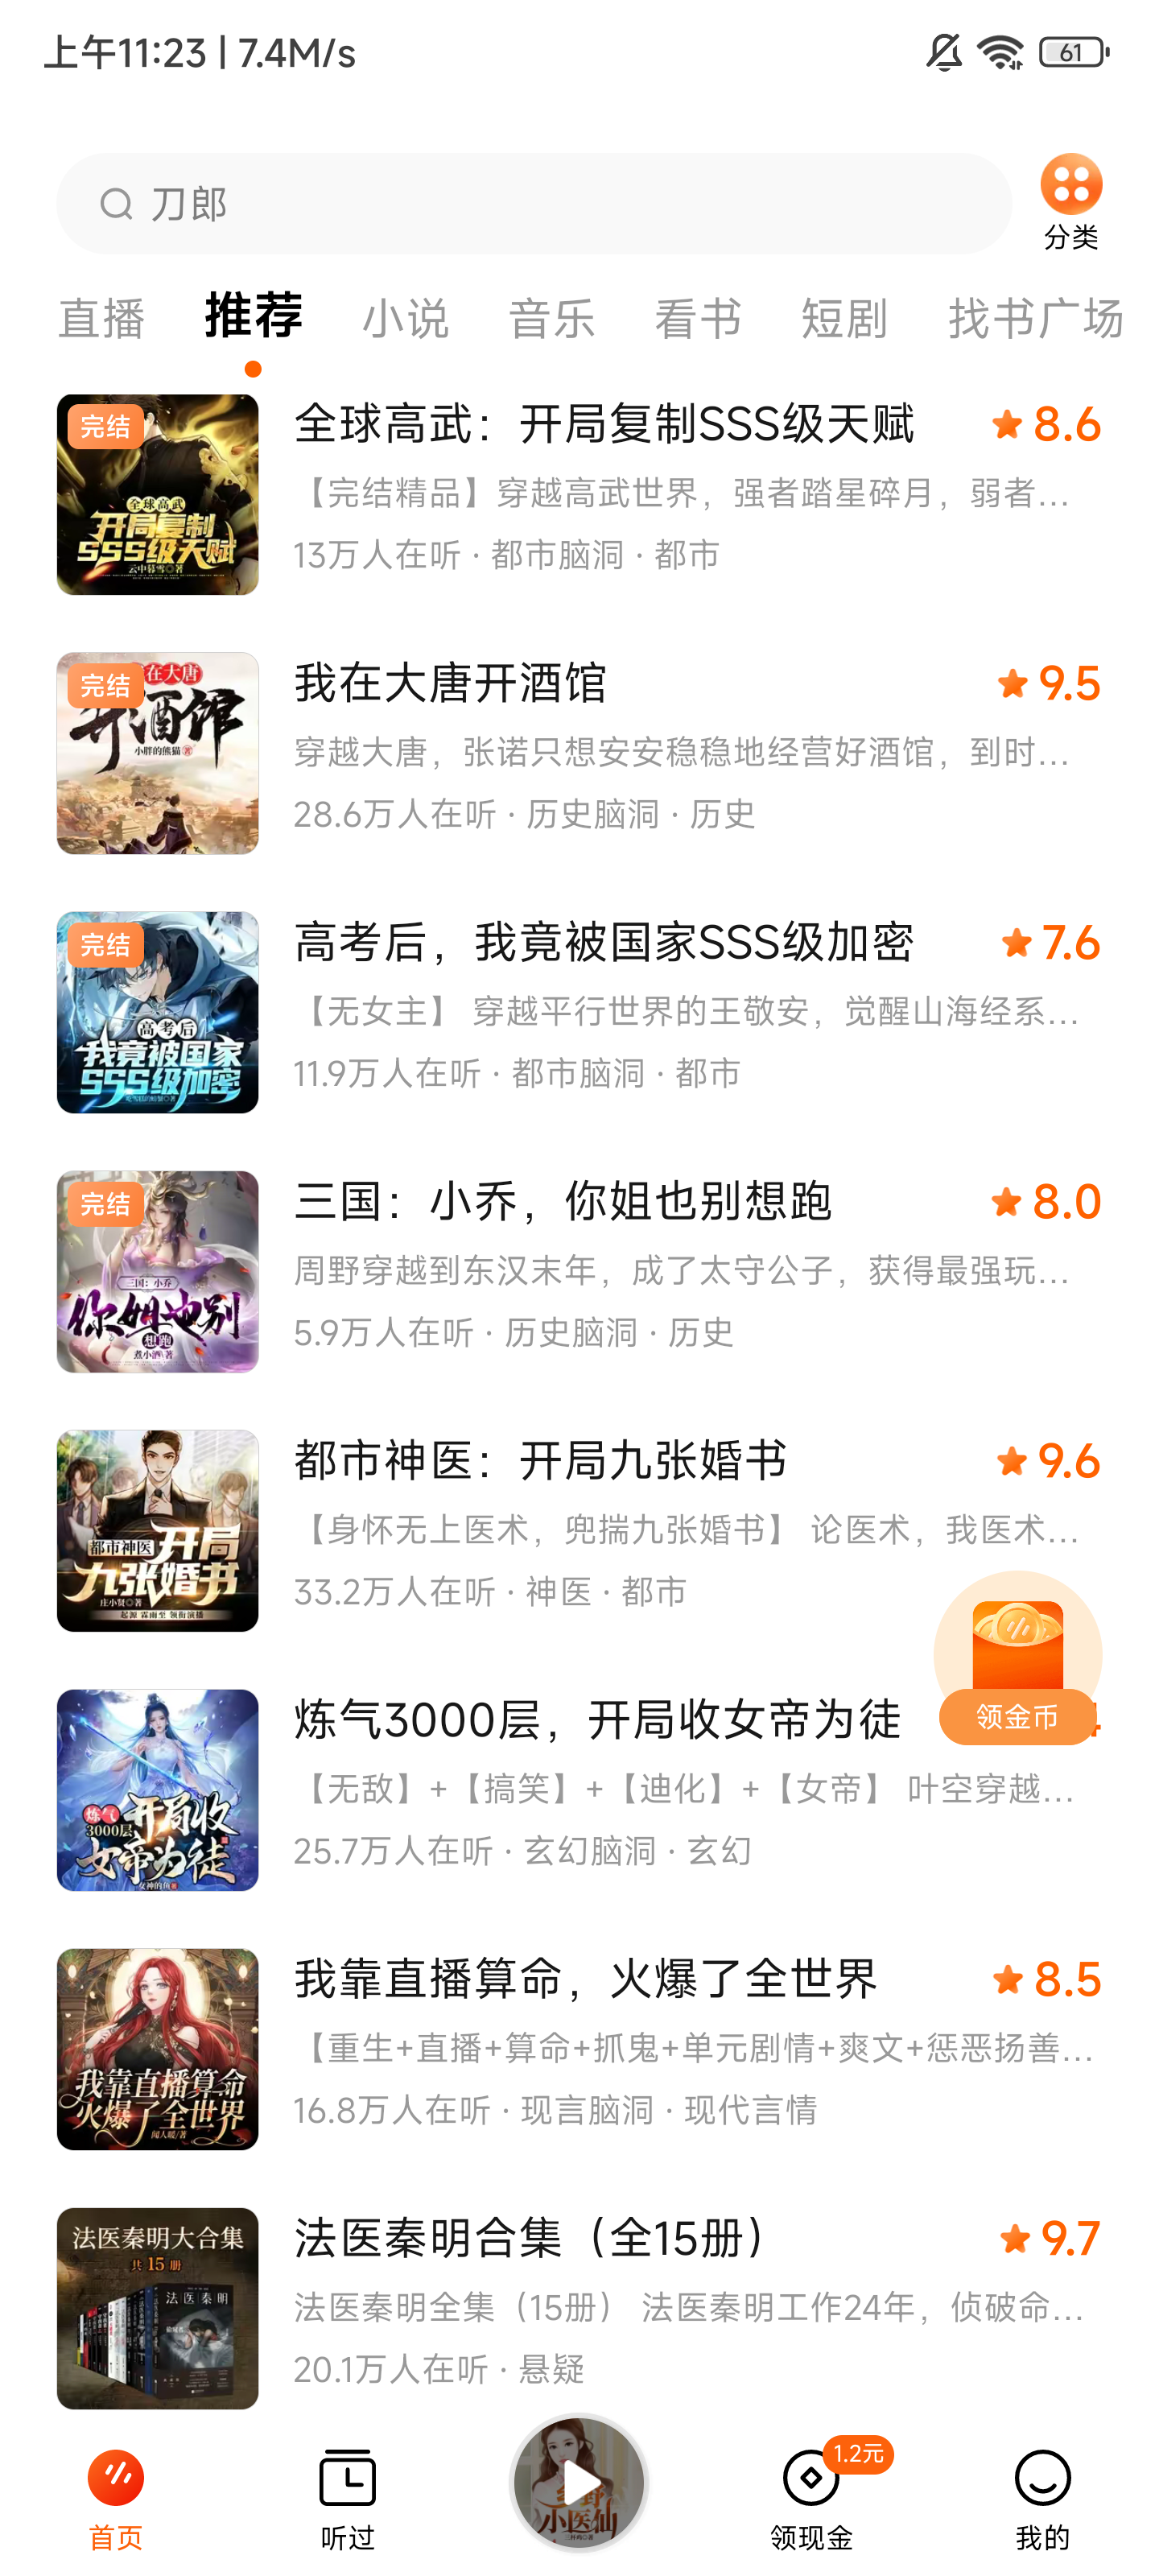 上午11:23 | 7.4M/s
61
刀郎
分类
直播 推荐 小说 音乐 看书 短剧 找书广场
完结
全球高武
开局复制
SSS级天赋
云中暮雪◎著
全球高武：开局复制SSS级天赋
8.6
【完结精品】穿越高武世界，强者踏星碎月，弱者...
13万人在听 · 都市脑洞 · 都市
完结
在大唐
开酒馆
小胖的熊猫 著
我在大唐开酒馆
9.5
穿越大唐，张诺只想安安稳稳地经营好酒馆，到时...
28.6万人在听 · 历史脑洞 · 历史
完结
高考后
我竟被国家
SSS级加密
高考后，我竟被国家SSS级加密
7.6
【无女主】 穿越平行世界的王敬安，觉醒山海经系...
11.9万人在听 · 都市脑洞 · 都市
完结
三国：小乔
你姐也别
想跑
煮小酒\著
三国：小乔，你姐也别想跑
8.0
周野穿越到东汉末年，成了太守公子，获得最强玩...
5.9万人在听 · 历史脑洞 · 历史
都市神医 开局
九张婚书
庄小贤◎著
起源 霖雨至 领衔演播
都市神医：开局九张婚书
9.6
【身怀无上医术，兜揣九张婚书】 论医术，我医术...
33.2万人在听 · 神医 · 都市
领金币
炼气
3000层
开局收
女帝为徒
女神的鱼
炼气3000层，开局收女帝为徒
【无敌】+【搞笑】+【迪化】+【女帝】 叶空穿越...
25.7万人在听 · 玄幻脑洞 · 玄幻
我靠直播算命
火爆了全世界
闻人暖/著
我靠直播算命，火爆了全世界
8.5
【重生+直播+算命+抓鬼+单元剧情+爽文+惩恶扬善...
16.8万人在听 · 现言脑洞 · 现代言情
法医秦明大合集
共 15 册
法医秦明
法医秦明合集（全15册）
9.7
法医秦明全集（15册） 法医秦明工作24年，侦破命...
20.1万人在听 · 悬疑
小医仙
1.2元
首页 听过 领现金 我的